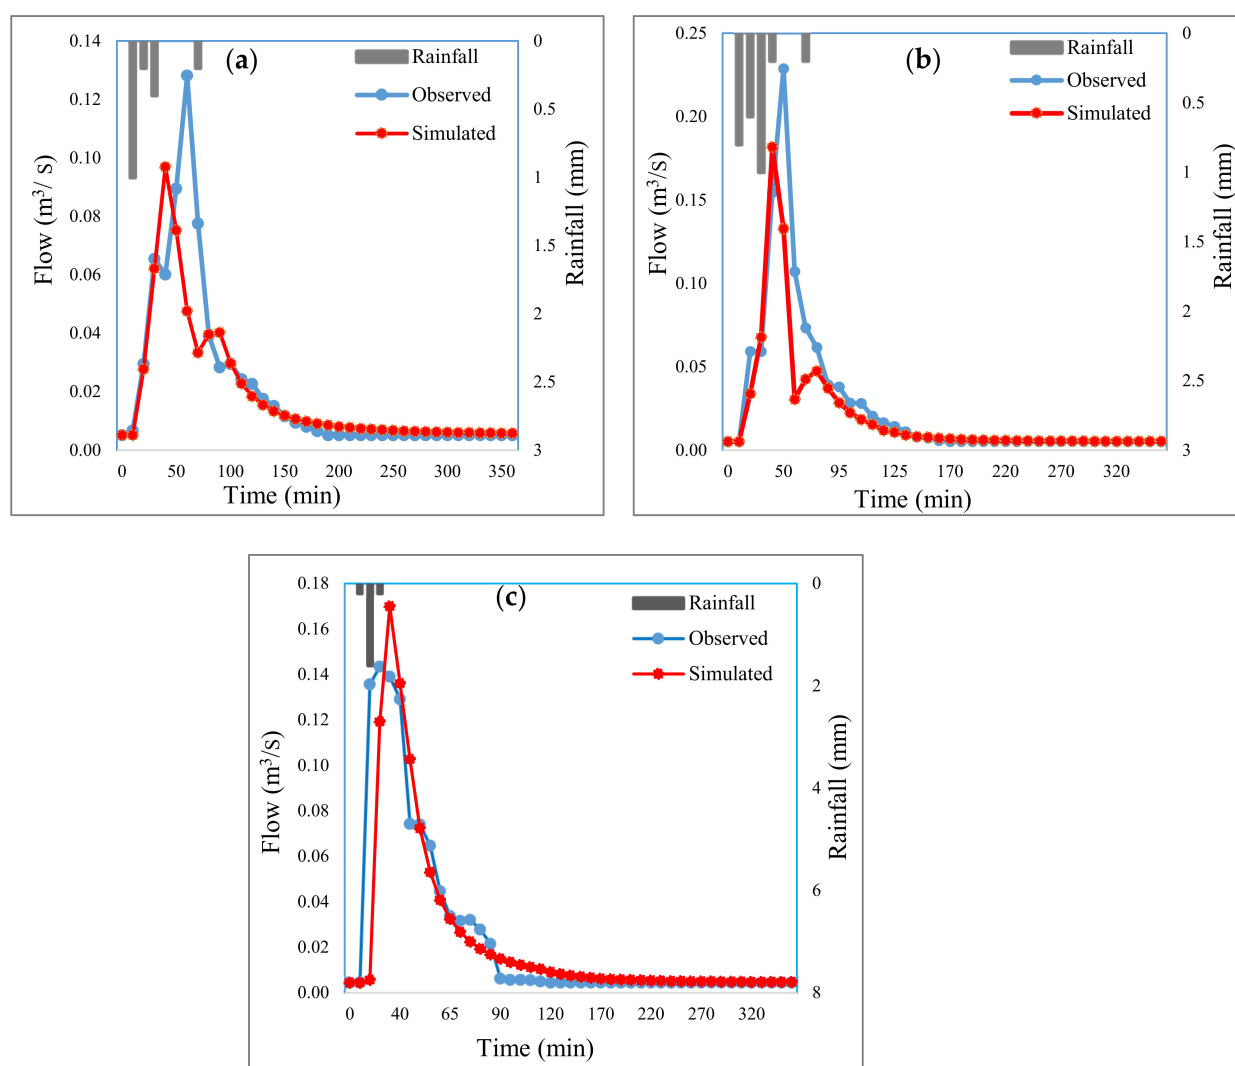 (a)
Rainfall
Observed
Simulated
0.14
0.12
0.10
0.08
0.06
0.04
0.02
0.00
0
0.5
1
1.5
2
2.5
3
Flow (m³/ s)
Rainfall (mm)
0 50 100 150 200 250 300 350
Time (min)
(b)
Rainfall
Observed
Simulated
0.25
0.20
0.15
0.10
0.05
0.00
0
0.5
1
1.5
2
2.5
3
Flow (m³/s)
Rainfall (mm)
0 50 95 125 170 220 270 320
Time (min)
(c)
Rainfall
Observed
Simulated
0.18
0.16
0.14
0.12
0.10
0.08
0.06
0.04
0.02
0.00
0
2
4
6
8
Flow (m³/s)
Rainfall (mm)
0 40 65 90 120 170 220 270 320
Time (min)